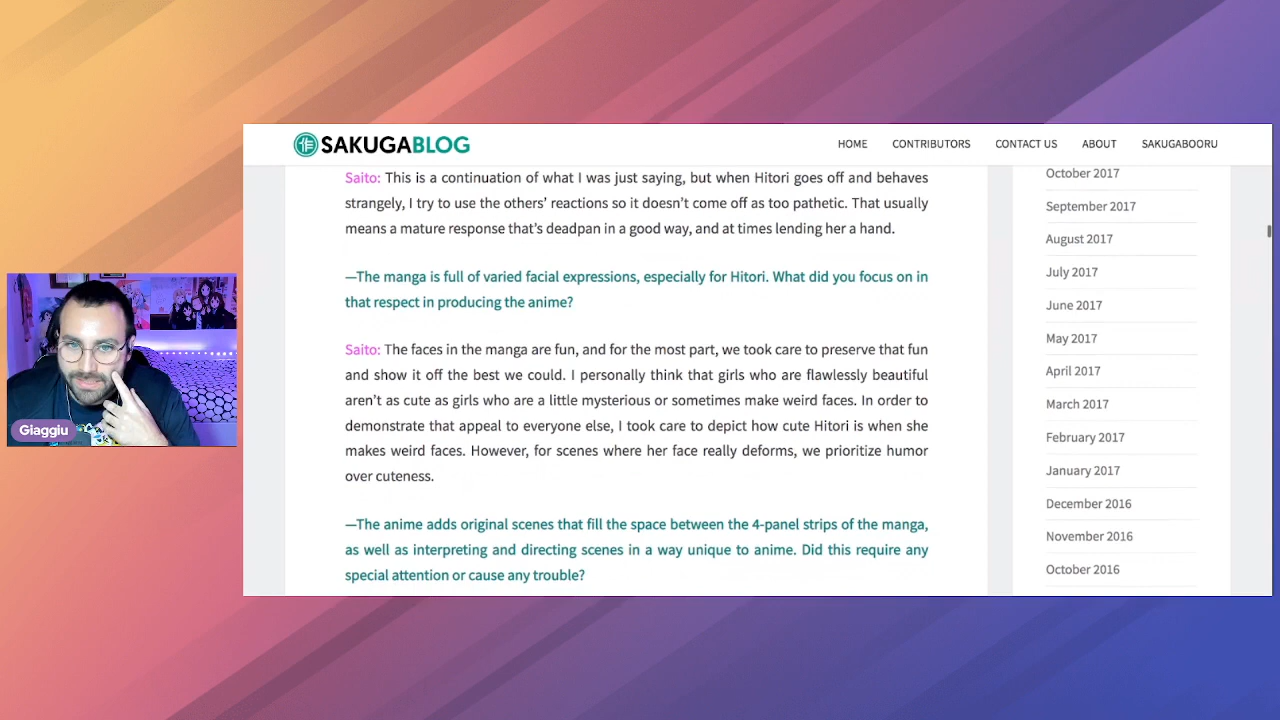 SAKUGABLOG
HOME
CONTRIBUTORS
CONTACT US
ABOUT
SAKUGABOORU
Saito: This is a continuation of what I was just saying, but when Hitori goes off and behaves
strangely, I try to use the others’ reactions so it doesn’t come off as too pathetic. That usually
means a mature response that’s deadpan in a good way, and at times lending her a hand.
—The manga is full of varied facial expressions, especially for Hitori. What did you focus on in
that respect in producing the anime?
Saito: The faces in the manga are fun, and for the most part, we took care to preserve that fun
and show it off the best we could. I personally think that girls who are flawlessly beautiful
aren’t as cute as girls who are a little mysterious or sometimes make weird faces. In order to
demonstrate that appeal to everyone else, I took care to depict how cute Hitori is when she
makes weird faces. However, for scenes where her face really deforms, we prioritize humor
over cuteness.
—The anime adds original scenes that fill the space between the 4-panel strips of the manga,
as well as interpreting and directing scenes in a way unique to anime. Did this require any
special attention or cause any trouble?
October 2017
September 2017
August 2017
July 2017
June 2017
May 2017
April 2017
March 2017
February 2017
January 2017
December 2016
November 2016
October 2016
Giaggiu